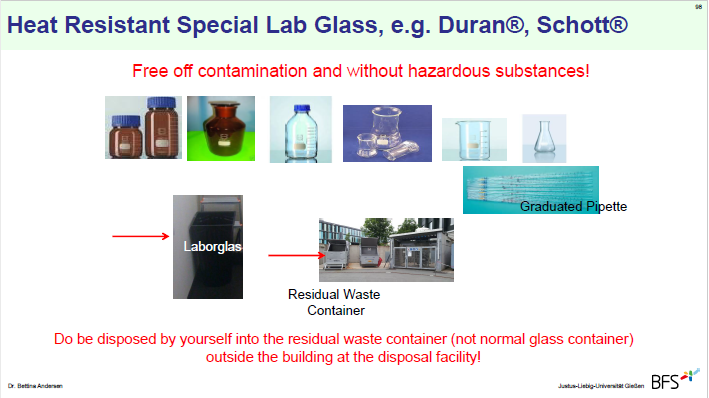 98
Heat Resistant Special Lab Glass, e.g. Duran®, Schott®
Free off contamination and without hazardous substances!
Graduated Pipette
Laborglas
Residual Waste
Container
Do be disposed by yourself into the residual waste container (not normal glass container)
outside the building at the disposal facility!
Dr. Bettina Andersen
Justus-Liebig-Universität Gießen
BFS